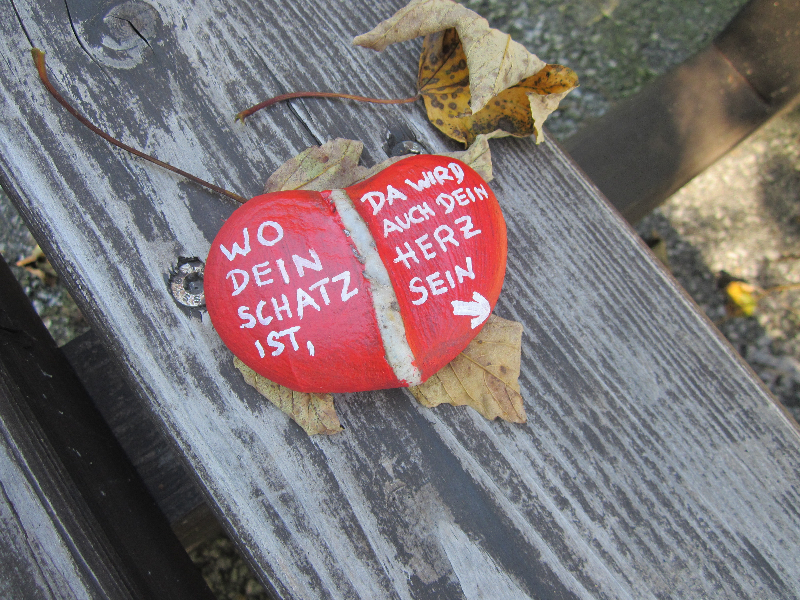 WO
DEIN
SCHATZ
IST,
DA WIRD
AUCH DEIN
HERZ
SEIN